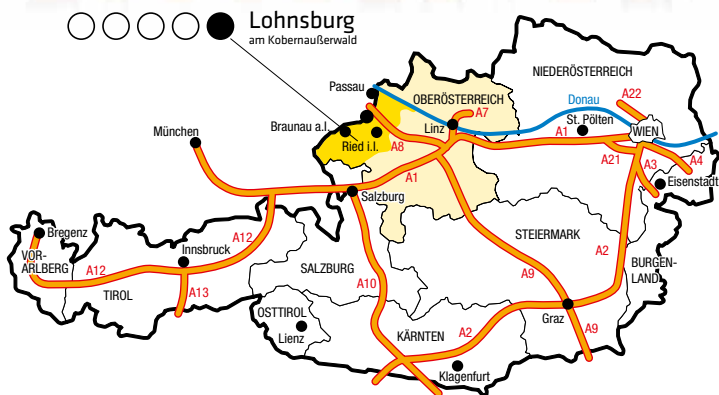 Lohnsburg
am Kobernaußerwald
NIEDERÖSTERREICH
Passau
OBERÖSTERREICH
A22
A7
Donau
St. Pölten
Braunau a.I.
Linz
A1
WIEN
München
Ried i.I.
A8
A21
A3
A4
A1
Eisenstadt
Salzburg
Bregenz
Innsbruck
A12
STEIERMARK
A2
VOR-
ARLBERG
A12
SALZBURG
BURGEN-
LAND
TIROL
A13
A10
A9
OSTTIROL
Lienz
KÄRNTEN
A2
Graz
A9
Klagenfurt